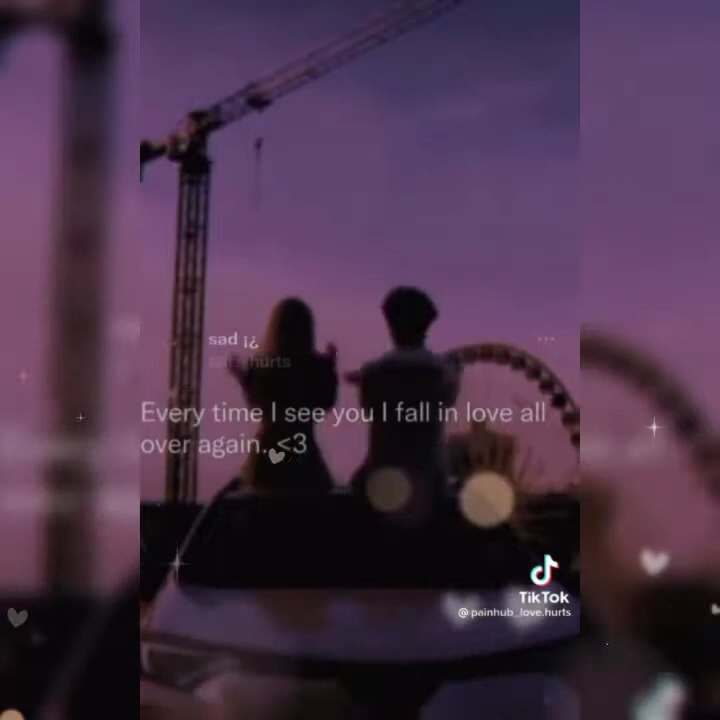 sad ¡¿
Every time I see you I fall in love all
over again. <3
TikTok
@painhub_love.hurts